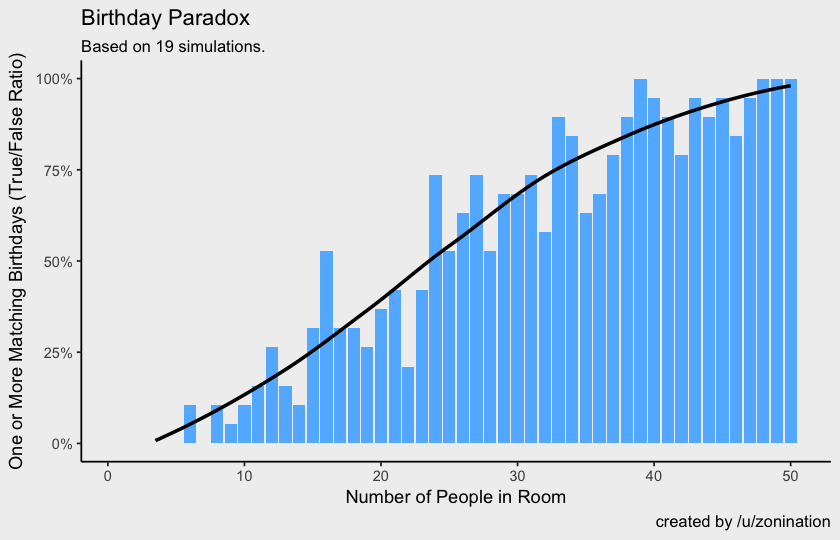 Birthday Paradox
Based on 19 simulations.
One or More Matching Birthdays (True/False Ratio)
100%
75%
50%
25%
0%
0 10 20 30 40 50
Number of People in Room
created by /u/zonination